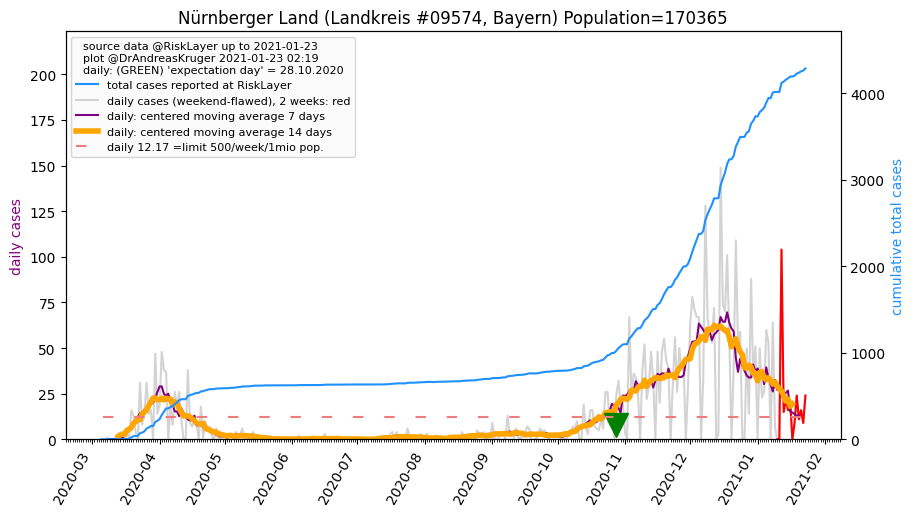 Nürnberger Land (Landkreis #09574, Bayern) Population=170365
source data @RiskLayer up to 2021-01-23
plot @DrAndreasKruger 2021-01-23 02:19
daily: (GREEN) 'expectation day' = 28.10.2020
total cases reported at RiskLayer
daily cases (weekend-flawed), 2 weeks: red
daily: centered moving average 7 days
daily: centered moving average 14 days
daily 12.17 =limit 500/week/1mio pop.
daily cases
200
175
150
125
100
75
50
25
0
cumulative total cases
4000
3000
2000
1000
0
2020-03
2020-04
2020-05
2020-06
2020-07
2020-08
2020-09
2020-10
2020-11
2020-12
2021-01
2021-02